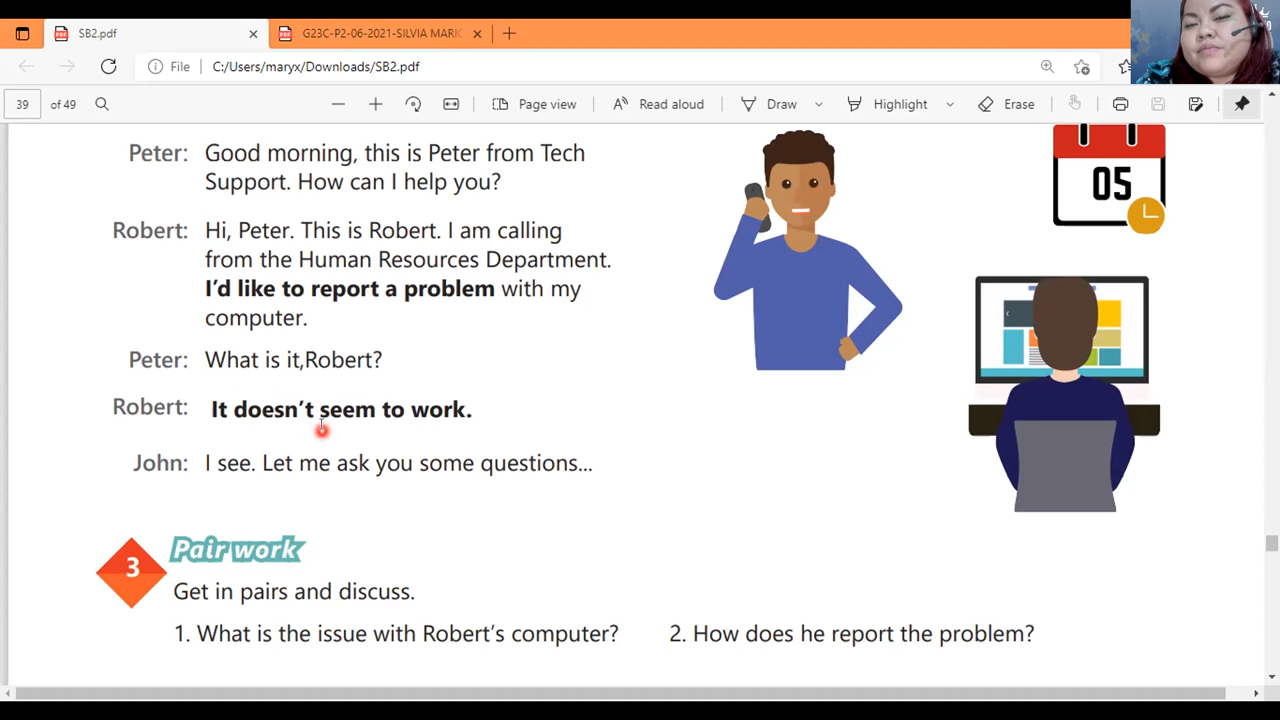 SB2.pdf
G23C-P2-06-2021-SILVIA MARIC
File C:/Users/maryx/Downloads/SB2.pdf
39 of 49 Page view Read aloud Draw Highlight Erase
Peter: Good morning, this is Peter from Tech
Support. How can I help you?
05
Robert: Hi, Peter. This is Robert. I am calling
from the Human Resources Department.
I'd like to report a problem with my
computer.
Peter: What is it,Robert?
Robert: It doesn't seem to work.
John: I see. Let me ask you some questions...
3 Pair work
Get in pairs and discuss.
1. What is the issue with Robert's computer? 2. How does he report the problem?